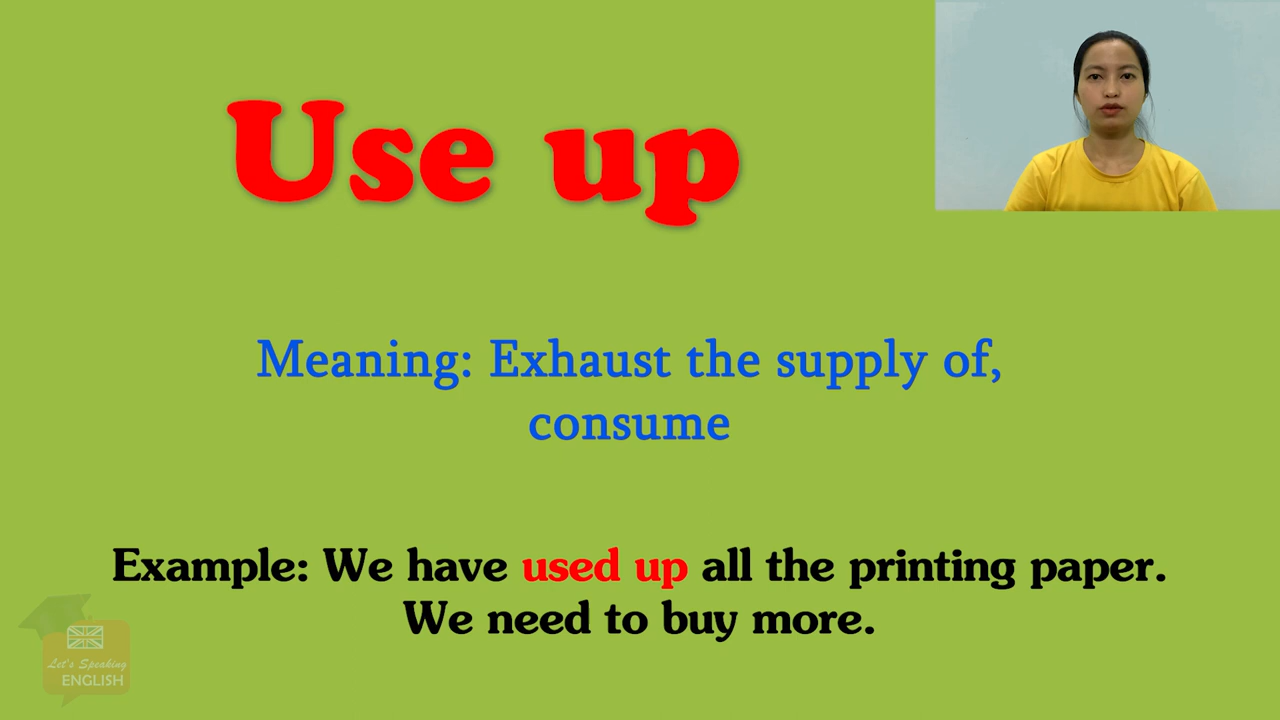 Use up
Meaning: Exhaust the supply of,
consume
Example: We have used up all the printing paper.
We need to buy more.
Let's Speaking
ENGLISH